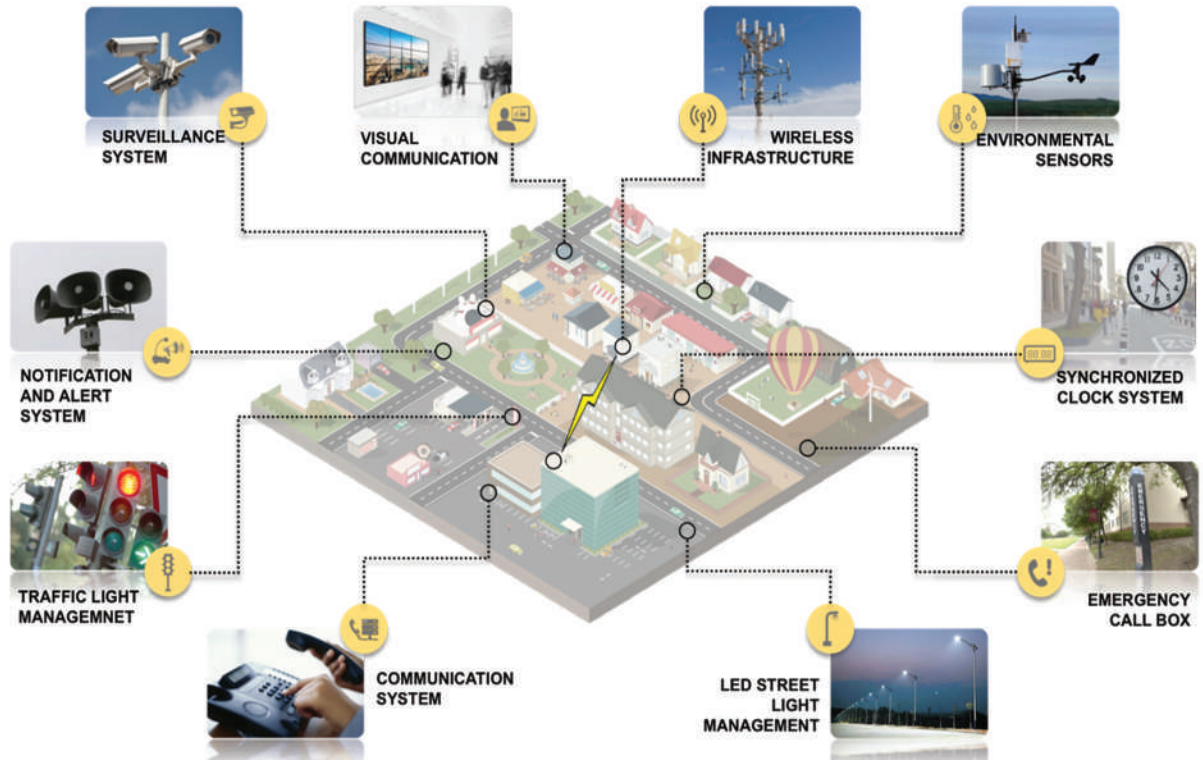 SURVEILLANCE
SYSTEM
VISUAL
COMMUNICATION
WIRELESS
INFRASTRUCTURE
ENVIRONMENTAL
SENSORS
NOTIFICATION
AND ALERT
SYSTEM
SYNCHRONIZED
CLOCK SYSTEM
TRAFFIC LIGHT
MANAGEMNET
EMERGENCY
EMERGENCY
CALL BOX
COMMUNICATION
SYSTEM
LED STREET
LIGHT
MANAGEMENT